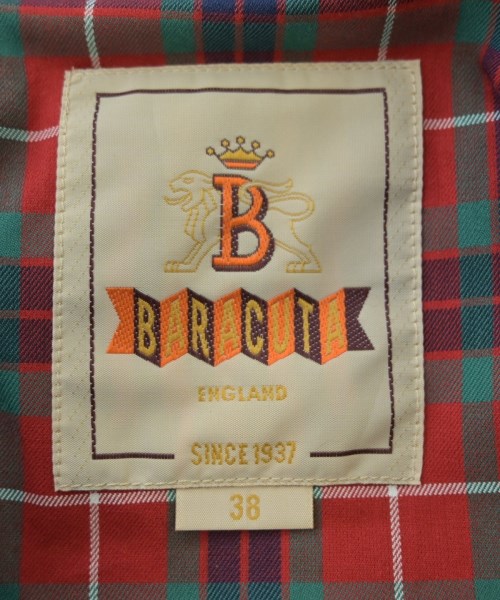 B
BARACUTA
ENGLAND
SINCE 1937
38